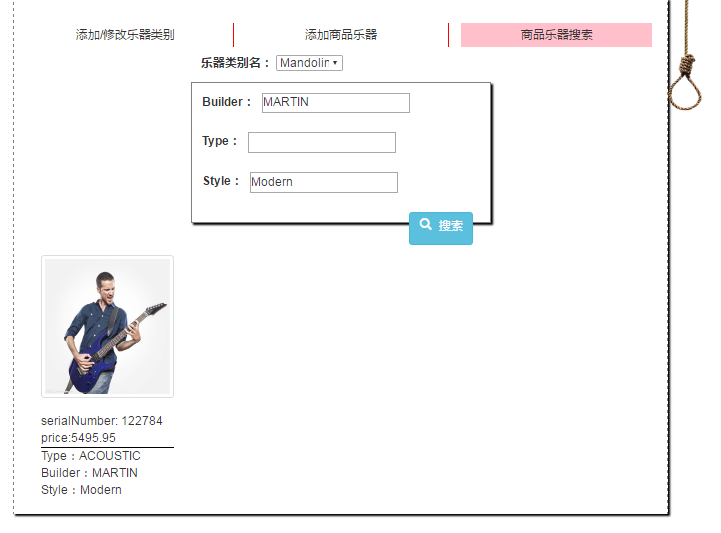 添加/修改乐器类别 添加商品乐器 商品乐器搜索
乐器类别名： Mandolin
Builder： MARTIN
Type：
Style： Modern
搜索
serialNumber: 122784
price:5495.95
Type：ACOUSTIC
Builder：MARTIN
Style：Modern